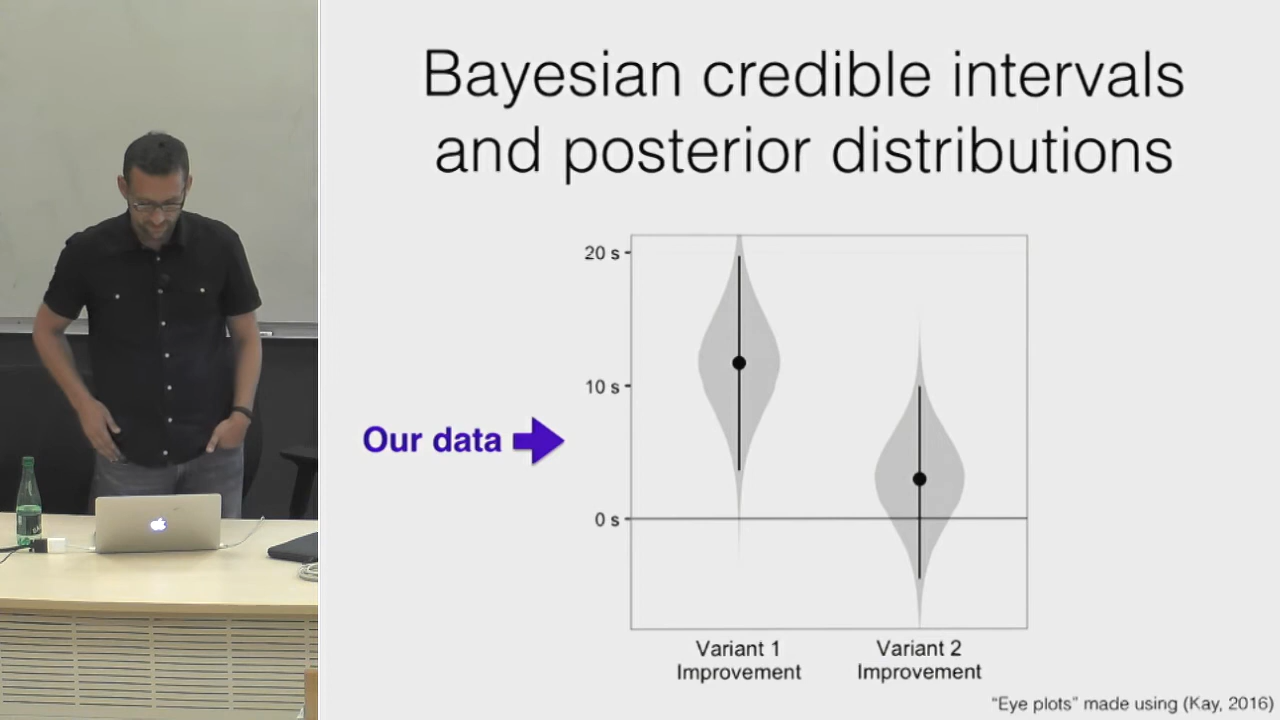 Bayesian credible intervals
and posterior distributions
20 s
10 s
Our data
0 s
Variant 1
Improvement
Variant 2
Improvement
“Eye plots” made using (Kay, 2016)